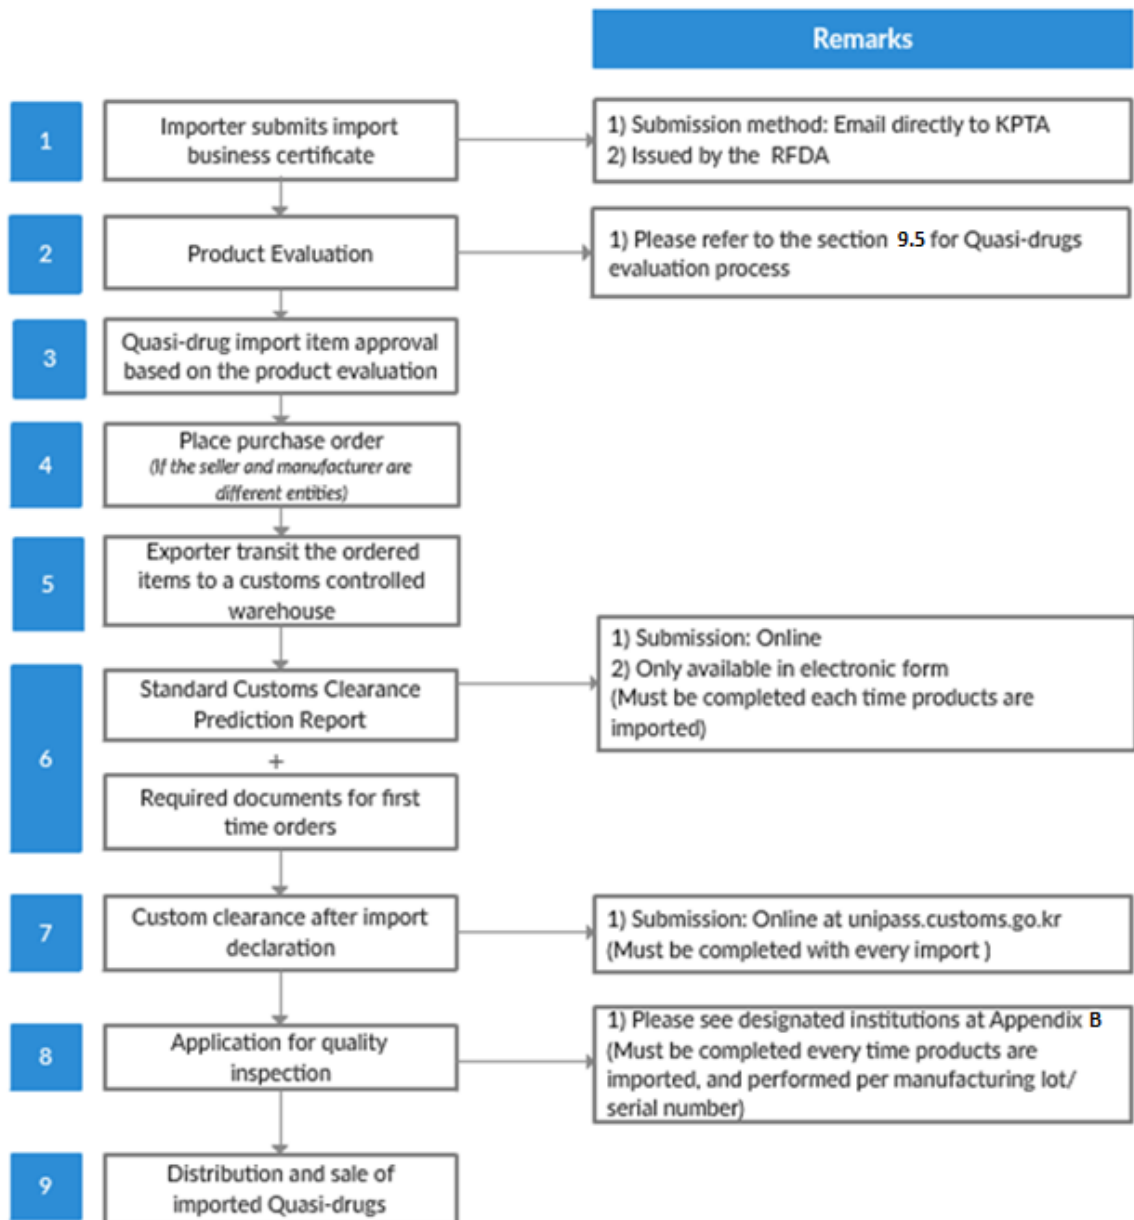 Remarks
1
Importer submits import
business certificate
1) Submission method: Email directly to KPTA
2) Issued by the RFDA
2
Product Evaluation
1) Please refer to the section 9.5 for Quasi-drugs
evaluation process
3
Quasi-drug import item approval
based on the product evaluation
4
Place purchase order
(If the seller and manufacturer are
different entities)
5
Exporter transit the ordered
items to a customs controlled
warehouse
6
Standard Customs Clearance
Prediction Report
1) Submission: Online
2) Only available in electronic form
(Must be completed each time products are
imported)
+
Required documents for first
time orders
7
Custom clearance after import
declaration
1) Submission: Online at unipass.customs.go.kr
(Must be completed with every import )
8
Application for quality
inspection
1) Please see designated institutions at Appendix B
(Must be completed every time products are
imported, and performed per manufacturing lot/
serial number)
9
Distribution and sale of
imported Quasi-drugs